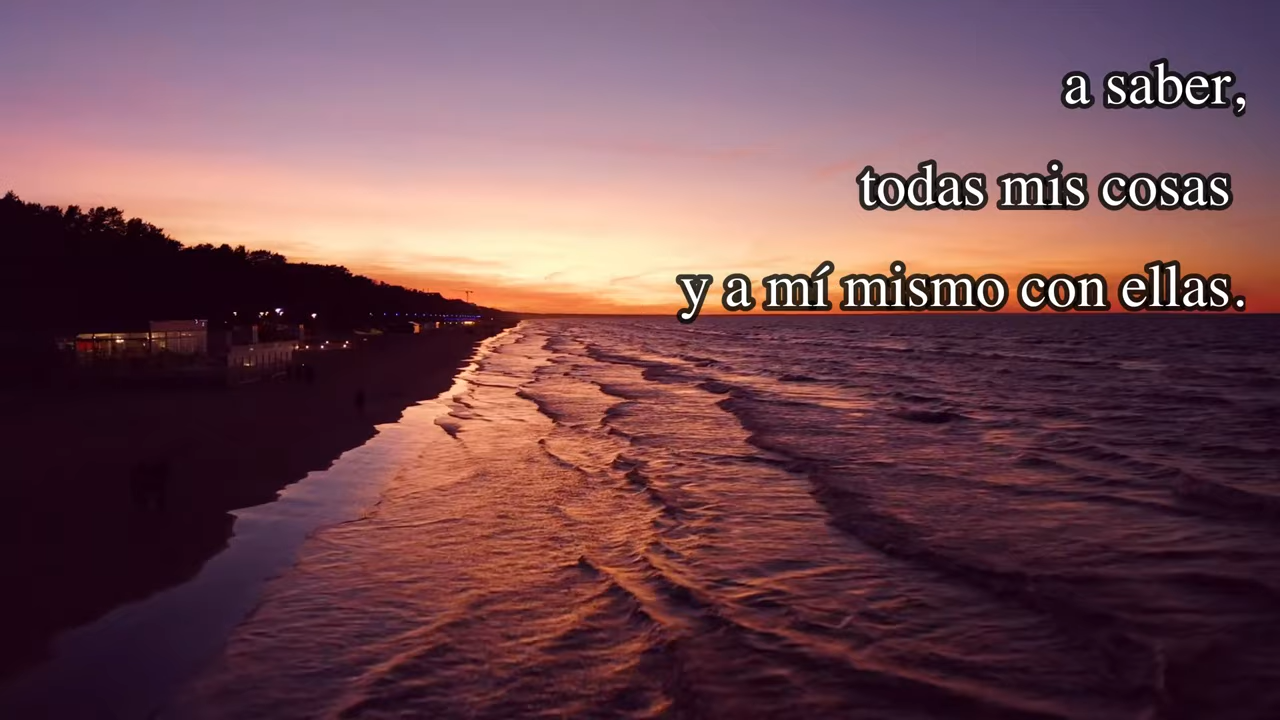 a saber,
todas mis cosas
y a mí mismo con ellas.